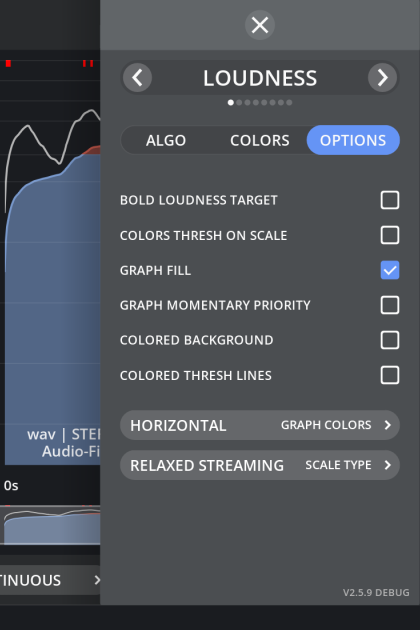 LOUDNESS
ALGO COLORS OPTIONS
BOLD LOUDNESS TARGET
COLORS THRESH ON SCALE
GRAPH FILL
GRAPH MOMENTARY PRIORITY
COLORED BACKGROUND
COLORED THRESH LINES
HORIZONTAL GRAPH COLORS
RELAXED STREAMING SCALE TYPE
V2.5.9 DEBUG
wav | STE
Audio-Fi
0s
TINUOUS